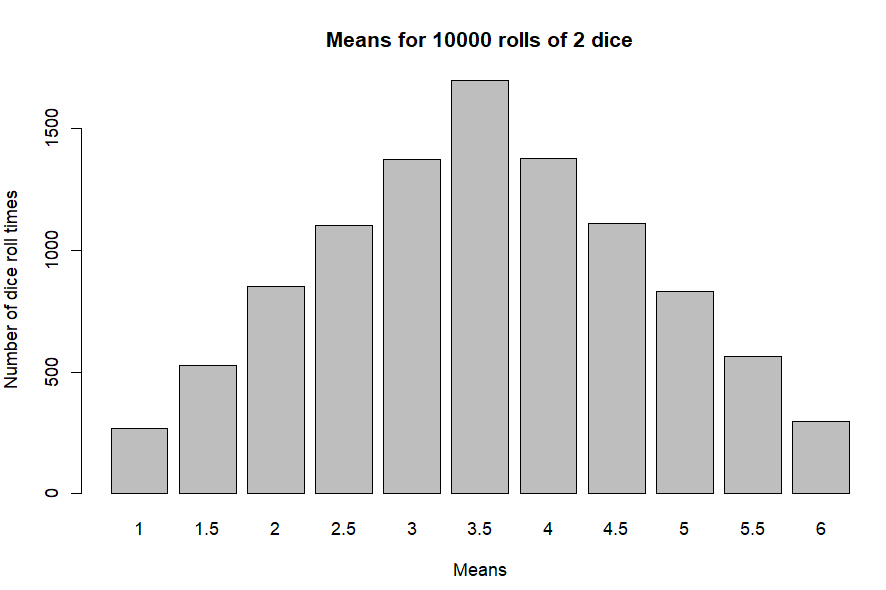 Means for 10000 rolls of 2 dice
Number of dice roll times
1500
1000
500
0
1 1.5 2 2.5 3 3.5 4 4.5 5 5.5 6
Means